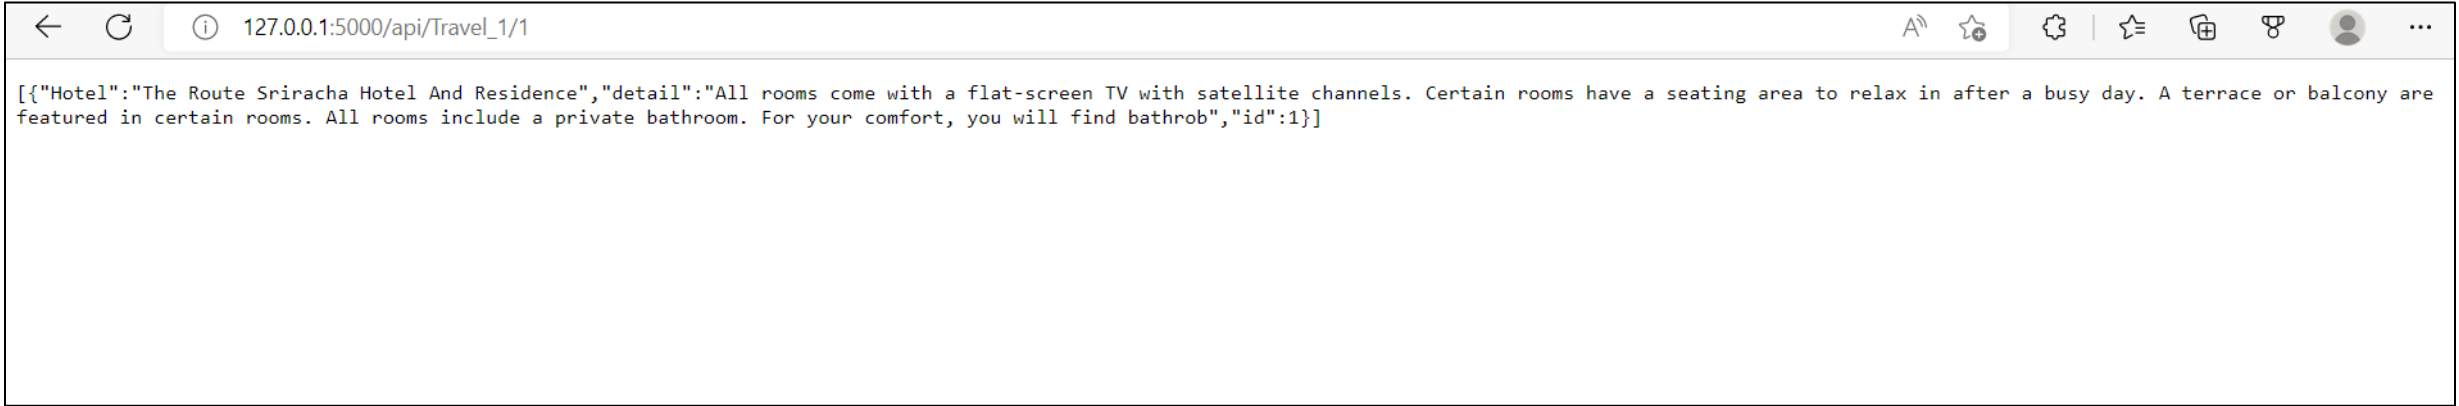 127.0.0.1:5000/api/Travel_1/1
[{"Hotel":"The Route Sriracha Hotel And Residence","detail":"All rooms come with a flat-screen TV with satellite channels. Certain rooms have a seating area to relax in after a busy day. A terrace or balcony are
featured in certain rooms. All rooms include a private bathroom. For your comfort, you will find bathrob","id":1}]